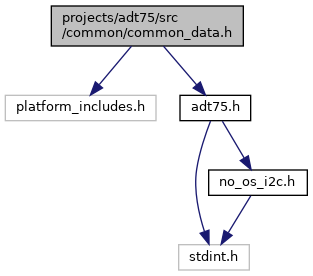 projects/adt75/src
/common/common_data.h
platform_includes.h
adt75.h
no_os_i2c.h
stdint.h